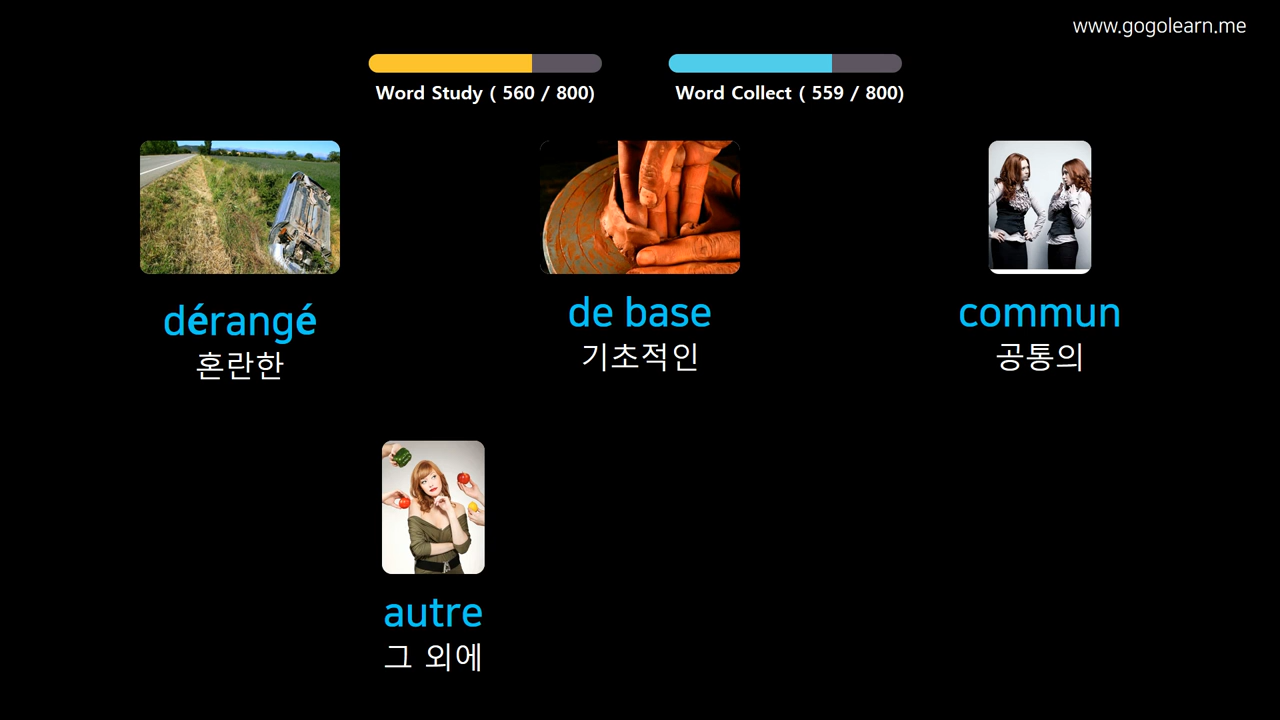 www.gogolearn.me
Word Study ( 560 / 800)
Word Collect ( 559 / 800)
dérangé
혼란한
de base
기초적인
commun
공통의
autre
그 외에